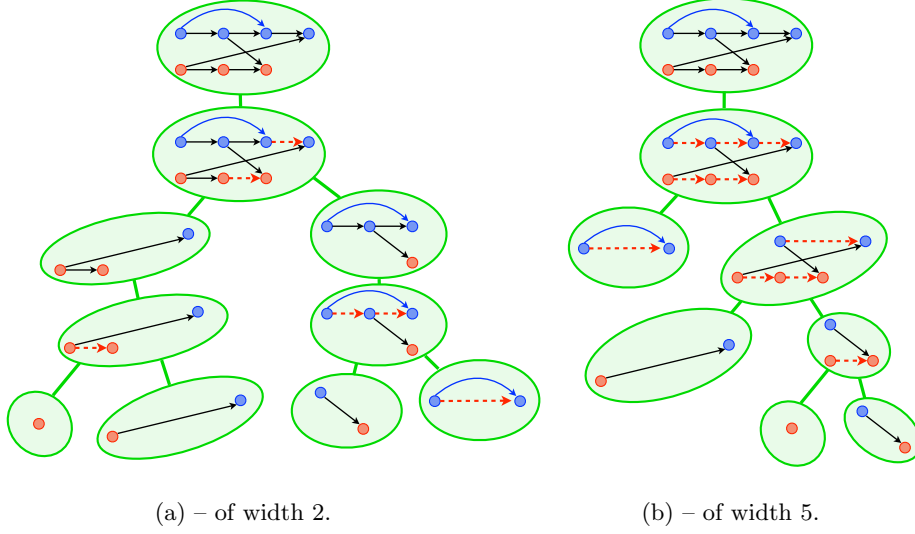 (a) – of width 2.
(b) – of width 5.